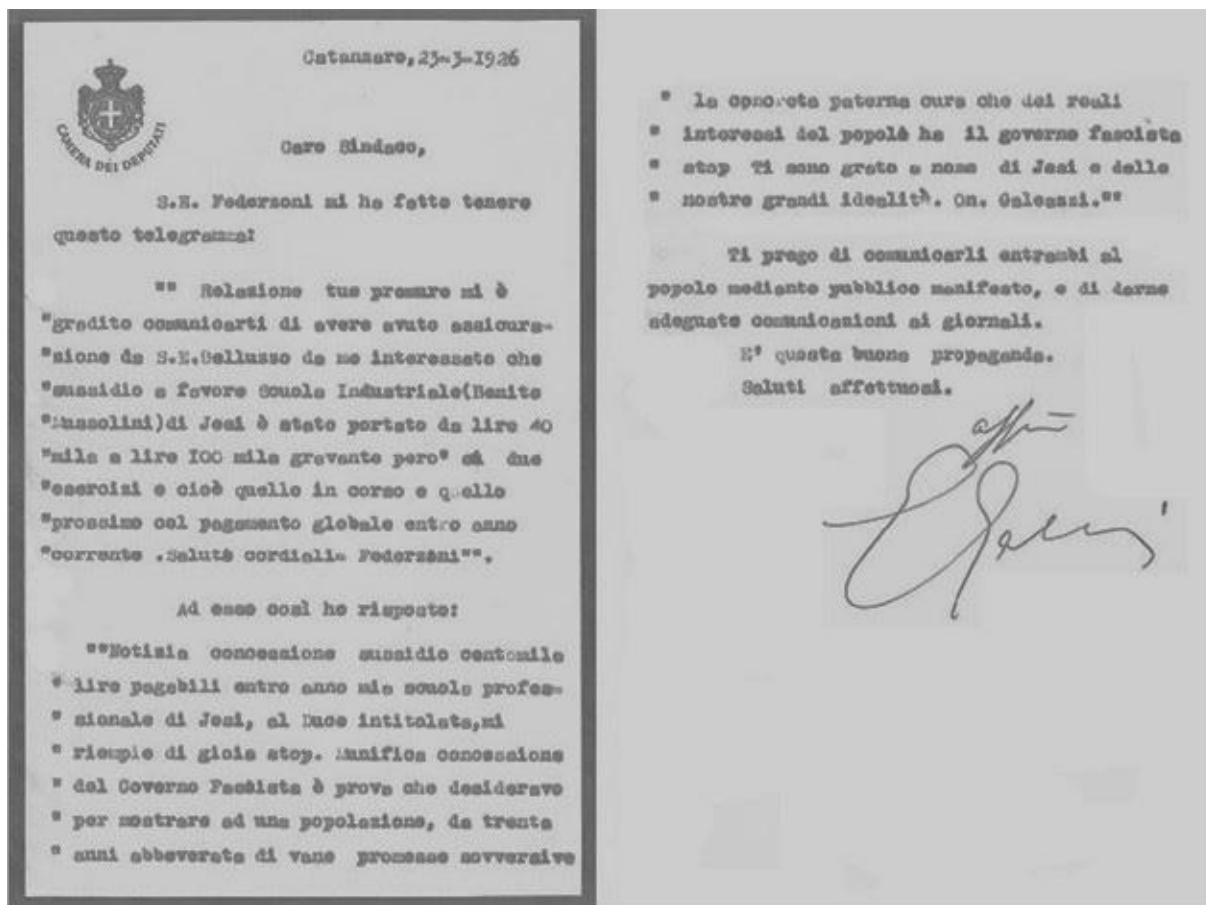 CAMERA DEI DEPUTATI
Catanzaro, 23-3-1926
Caro Sindaco,
S.E. Federzoni mi ha fatto tenere
questo telegramma:
"" Relazione tue premure mi è
"gradito comunicarti di avere avuto assicura-
"zione da S.E.Belluzzo da me interessato che
"sussidio a favore Scuola Industriale(Benito
"Mussolini)di Jesi è stato portato da lire 40
"mila a lire I00 mila gravante pero" su due
"esercizi e cioè quello in corso e quello
"prossimo col pagamento globale entro anno
"corrente .Saluti cordiali= Federzoni"".
Ad esso così ho risposto:
""Notizia concessione sussidio centomila
" lire pagabili entro anno mia scuola profes=
" sionale di Jesi, al Duce intitolata,mi
" riempie di gioia stop. Munifica concessione
" dal Governo Fascista è prova che desideravo
" per mostrare ad una popolazione, da trenta
" anni abbeverata di vane promesse sovversive
" la concreta paterna cura che dei reali
" interessi del popolo ha il governo fascista
" stop Ti sono grato a nome di Jesi e delle
" nostre grandi idealità. On. Galeazzi.""
Ti prego di comunicarli entrambi al
popolo mediante pubblico manifesto, e di darne
adeguate comunicazioni ai giornali.
E' questa buona propaganda.
Saluti affettuosi.